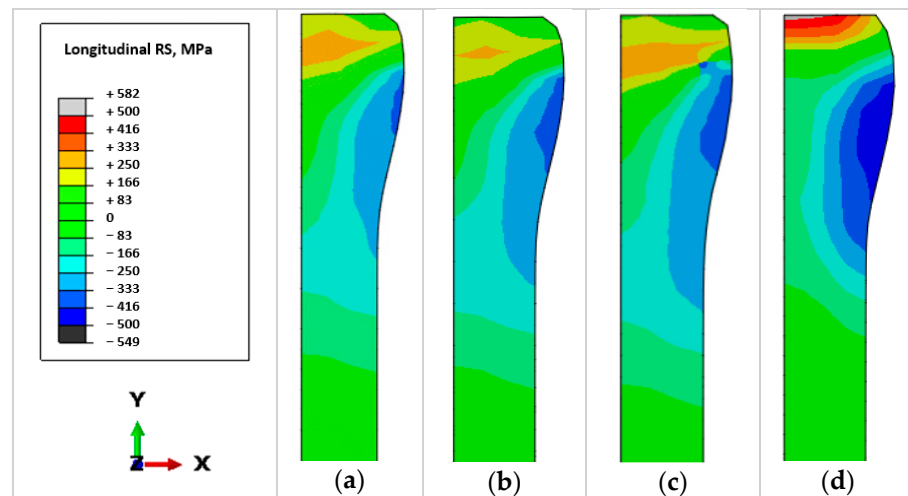 Longitudinal RS, MPa
+ 582
+ 500
+ 416
+ 333
+ 250
+ 166
+ 83
0
− 83
− 166
− 250
− 333
− 416
− 500
− 549
Y
Z
X
(a)
(b)
(c)
(d)